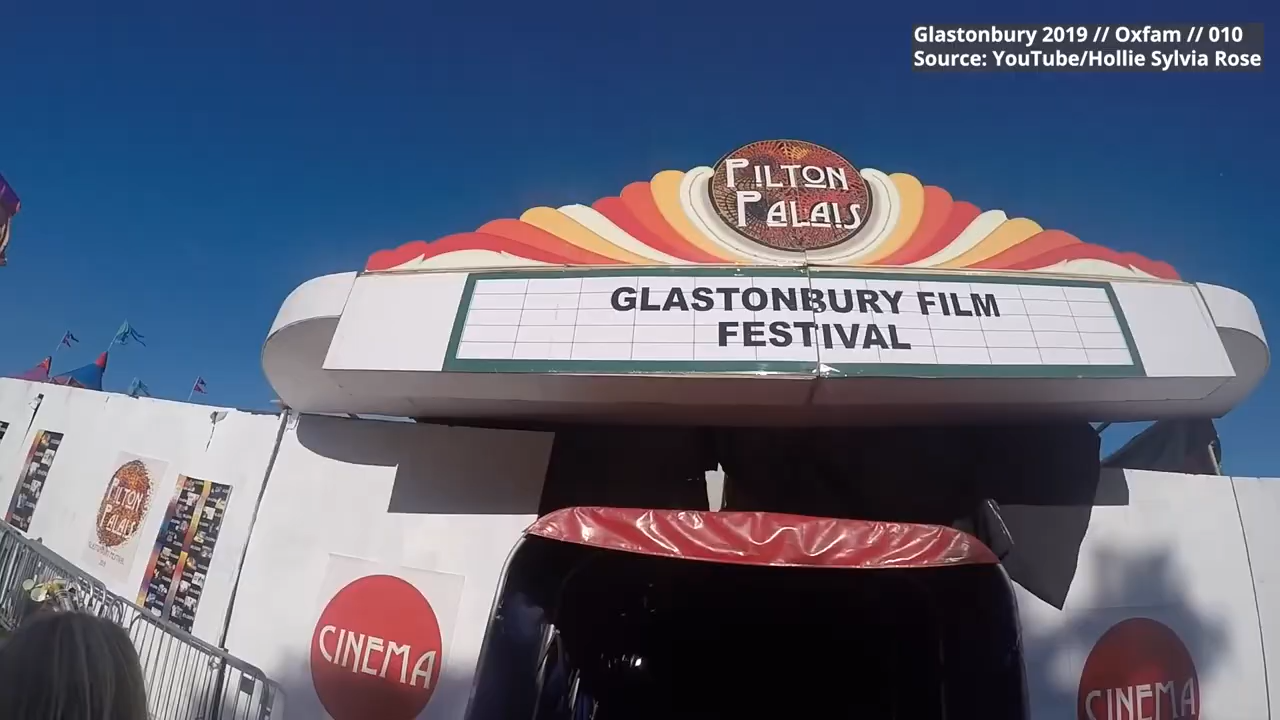 Glastonbury 2019 // Oxfam // 010
Source: YouTube/Hollie Sylvia Rose
PILTON
PALAIS
GLASTONBURY FILM
FESTIVAL
PILTON
PALAIS
CINEMA
CINEMA